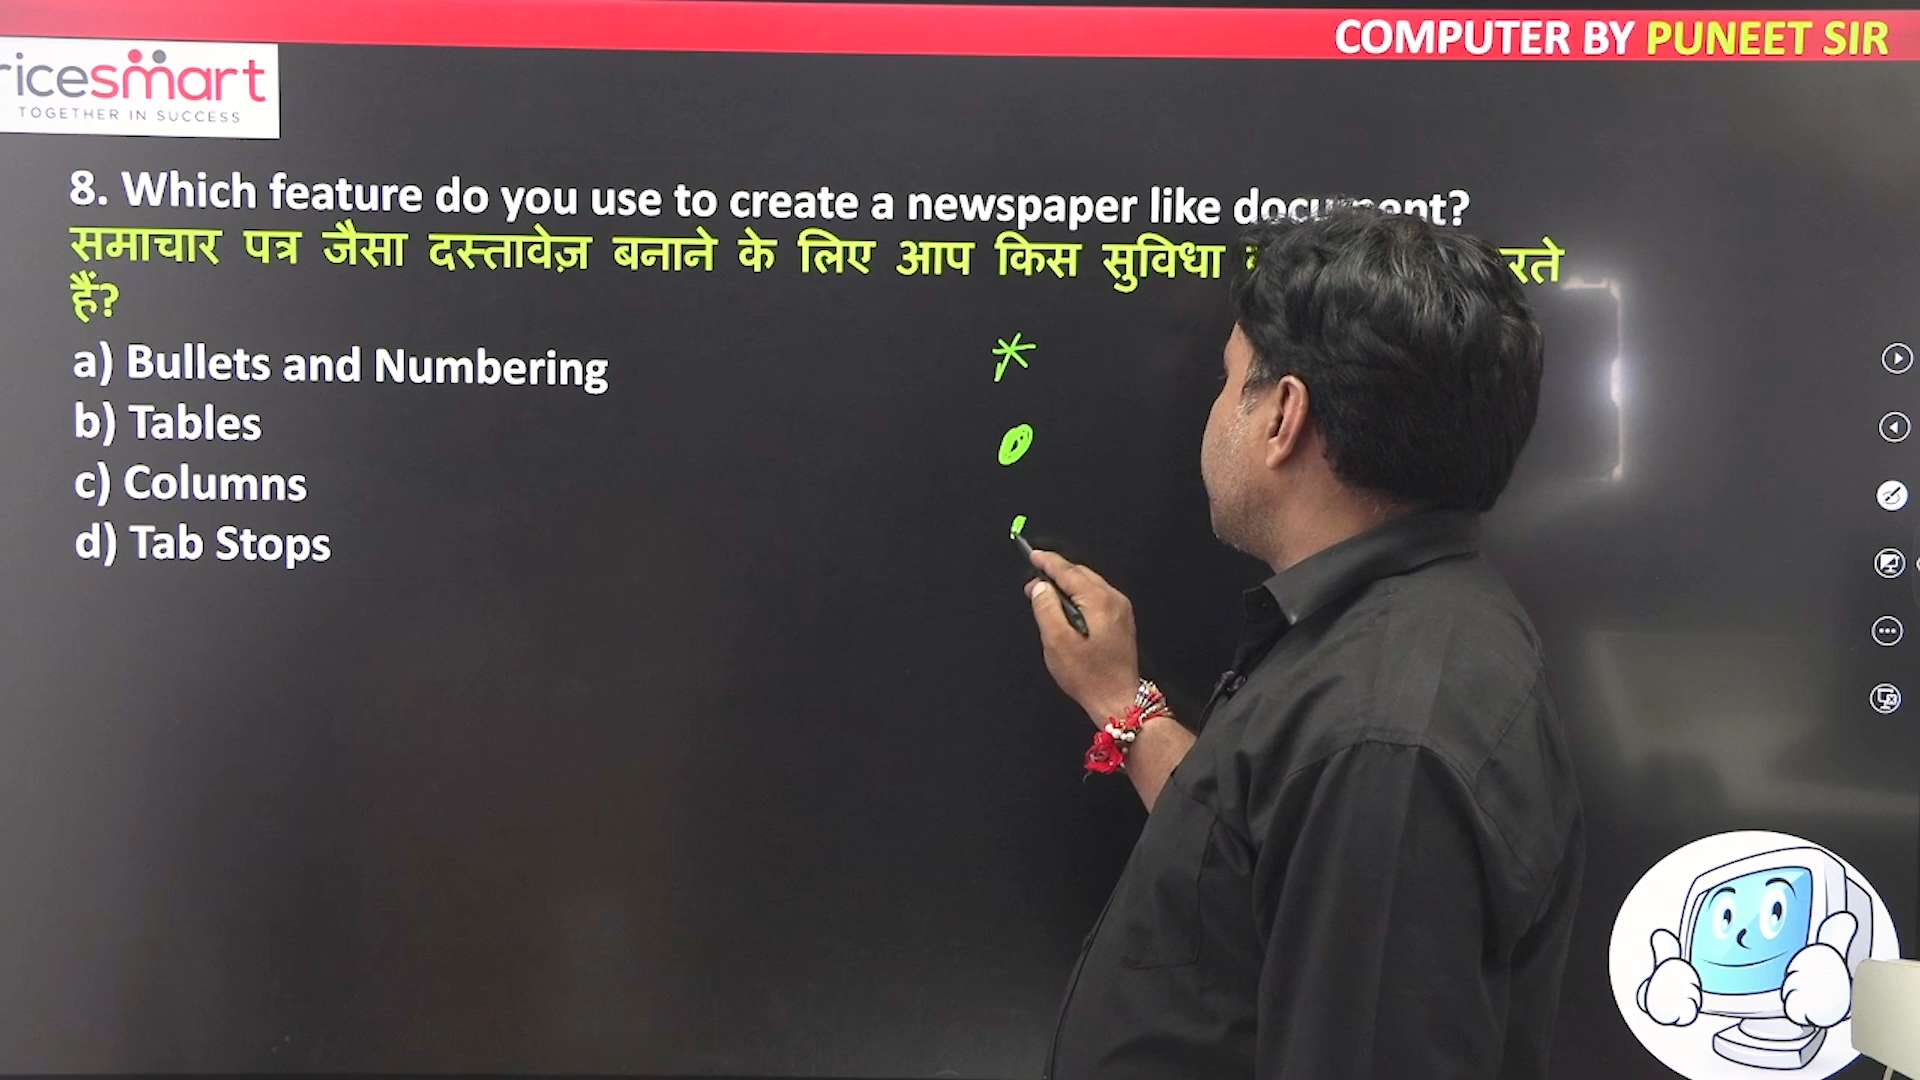 COMPUTER BY PUNEET SIR
ricesmart
TOGETHER IN SUCCESS
8. Which feature do you use to create a newspaper like document?
समाचार पत्र जैसा दस्तावेज़ बनाने के लिए आप किस सुविधा
हैं?
a) Bullets and Numbering
b) Tables
c) Columns
d) Tab Stops